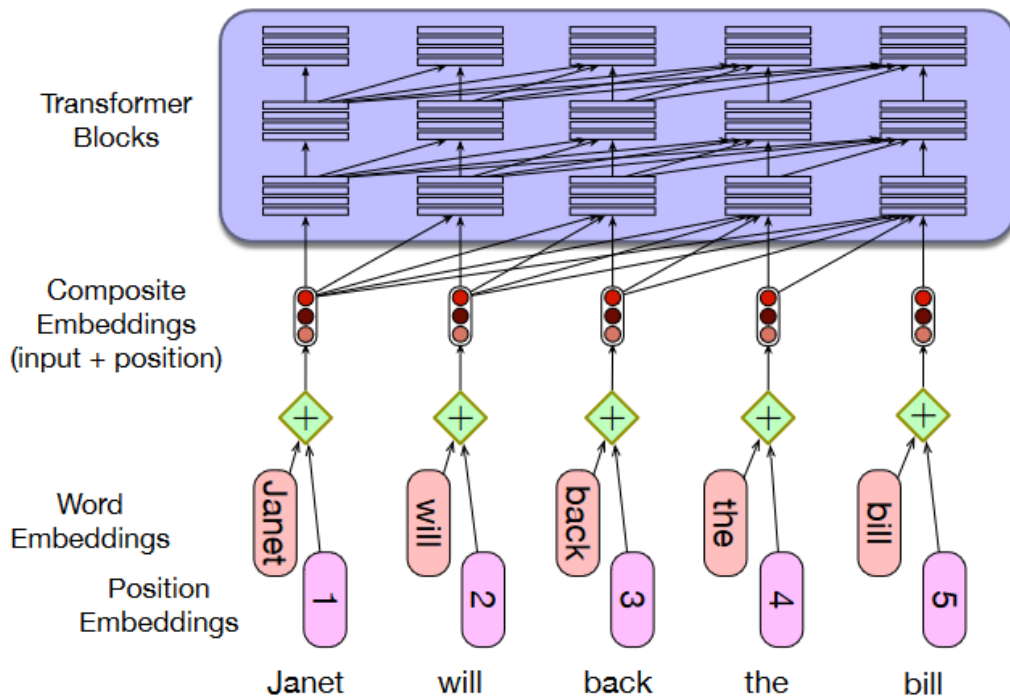 Transformer
Blocks
Composite
Embeddings
(input + position)
+ + + + +
Word
Embeddings
Janet will back the bill
Position
Embeddings
1 2 3 4 5
Janet will back the bill